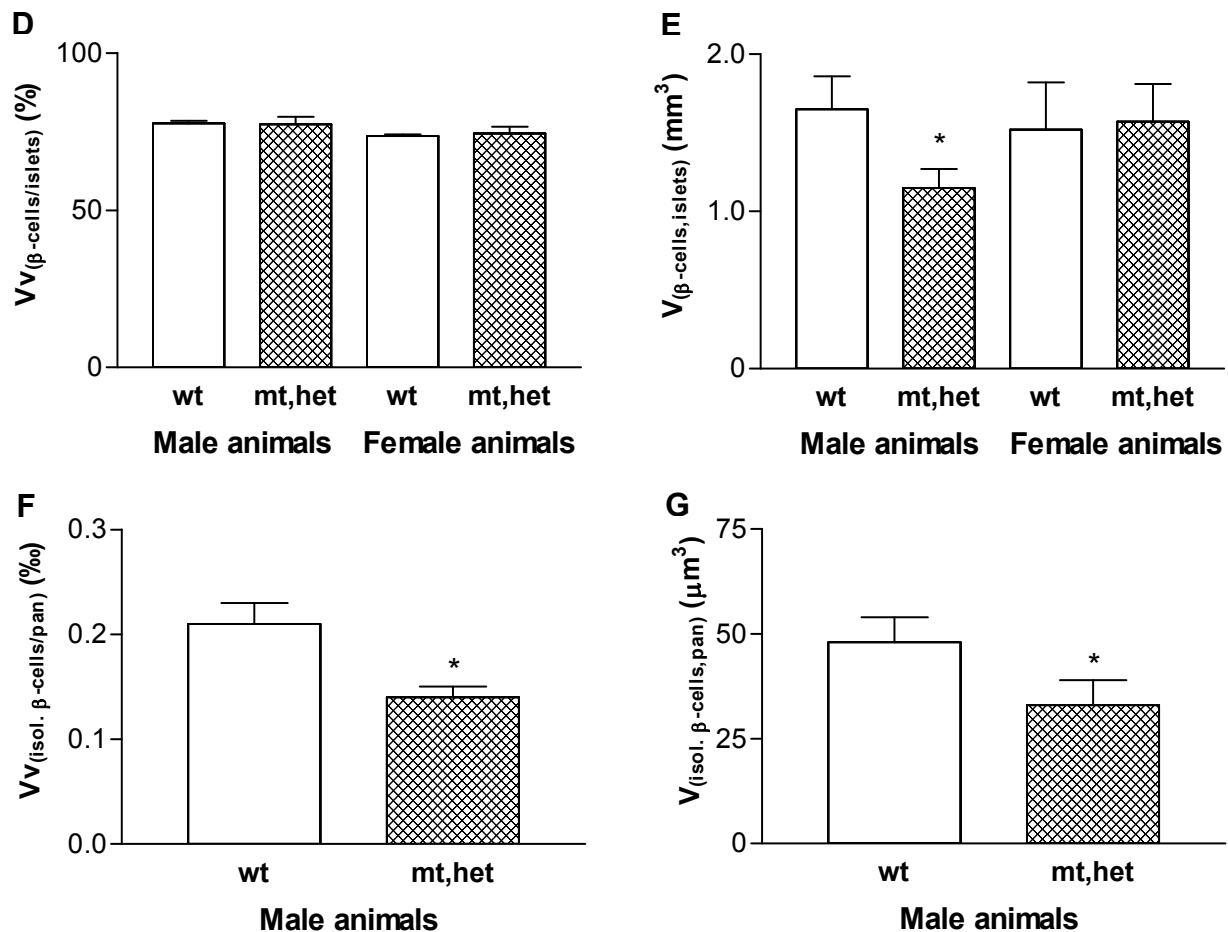 D
Vv(β-cells/islets) (%)
100
50
0
wt mt,het wt mt,het
Male animals Female animals
E
V(β-cells,islets) (mm³)
2.0
1.0
0
*
wt mt,het wt mt,het
Male animals Female animals
F
Vv(isol. β-cells/pan) (‰)
0.3
0.2
0.1
0.0
*
wt mt,het
Male animals
G
V(isol. β-cells,pan) (μm³)
75
50
25
0
*
wt mt,het
Male animals